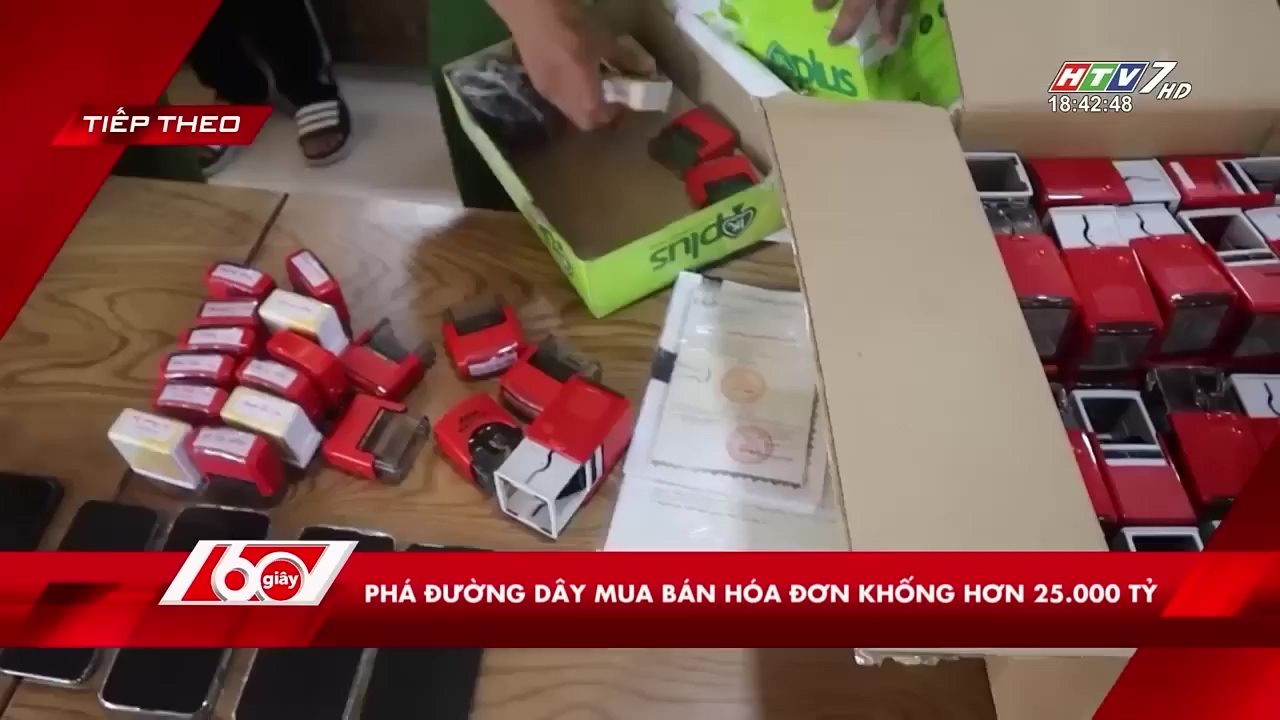 plus
HTV7 HD
18:42:48
TIẾP THEO
plus
60 giây
PHÁ ĐƯỜNG DÂY MUA BÁN HÓA ĐƠN KHỐNG HƠN 25.000 TỶ